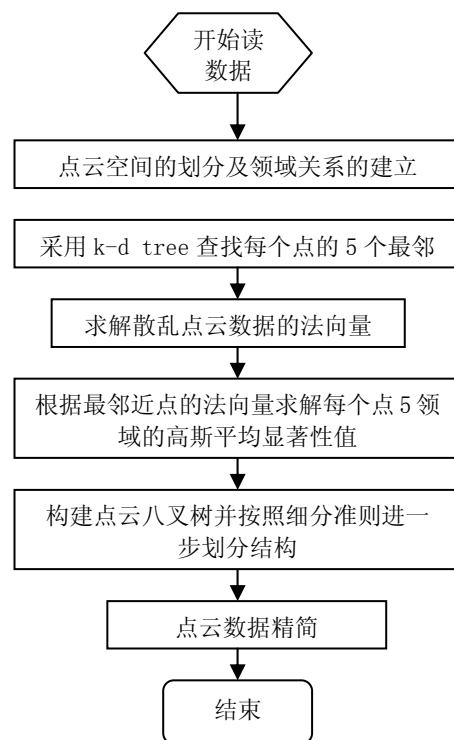 开始读
数据
点云空间的划分及领域关系的建立
采用 k-d tree 查找每个点的 5 个最邻
求解散乱点云数据的法向量
根据最邻近点的法向量求解每个点 5 领
域的高斯平均显著性值
构建点云八叉树并按照细分准则进一
步划分结构
点云数据精简
结束